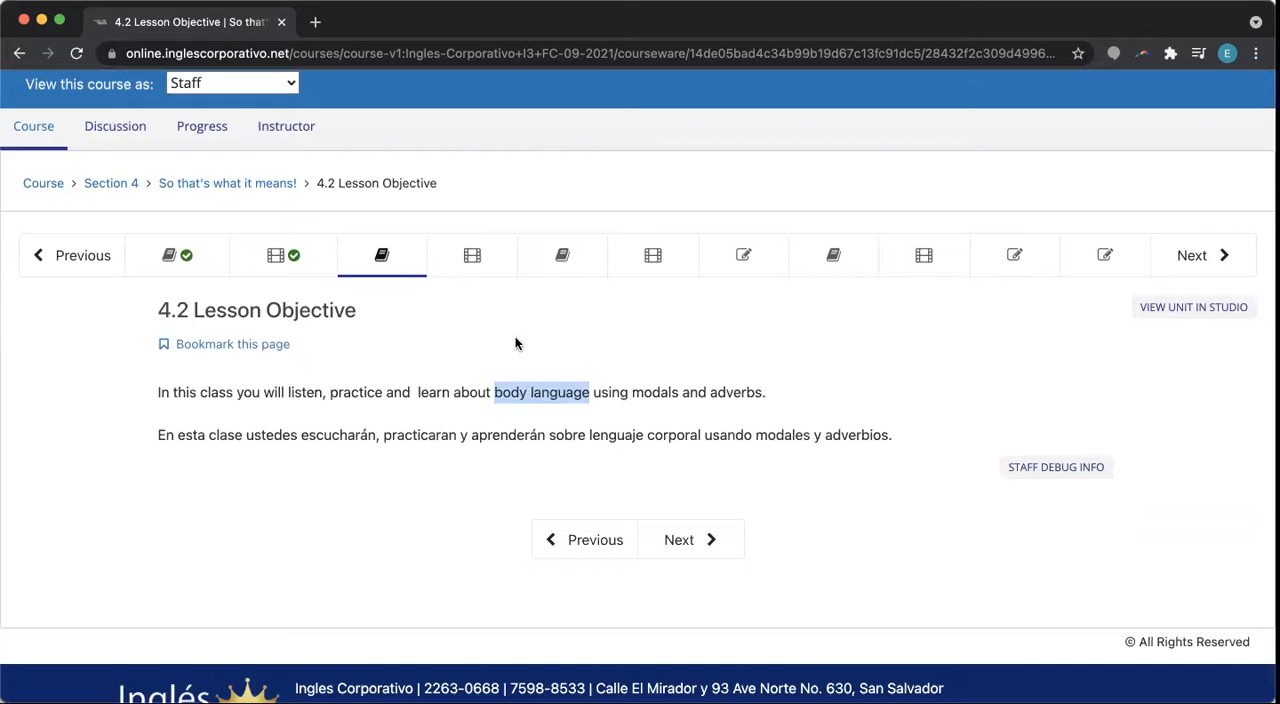 4.2 Lesson Objective | So that'
online.inglescorporativo.net/courses/course-v1:Ingles-Corporativo+I3+FC-09-2021/courseware/14de05bad4c34b99b19d67c13fc91dc5/28432f2c309d4996...
E
View this course as: Staff
Course Discussion Progress Instructor
Course > Section 4 > So that's what it means! > 4.2 Lesson Objective
Previous Next
4.2 Lesson Objective
VIEW UNIT IN STUDIO
Bookmark this page
In this class you will listen, practice and learn about body language using modals and adverbs.
En esta clase ustedes escucharán, practicaran y aprenderán sobre lenguaje corporal usando modales y adverbios.
STAFF DEBUG INFO
Previous Next
© All Rights Reserved
Inglés
Ingles Corporativo | 2263-0668 | 7598-8533 | Calle El Mirador y 93 Ave Norte No. 630, San Salvador